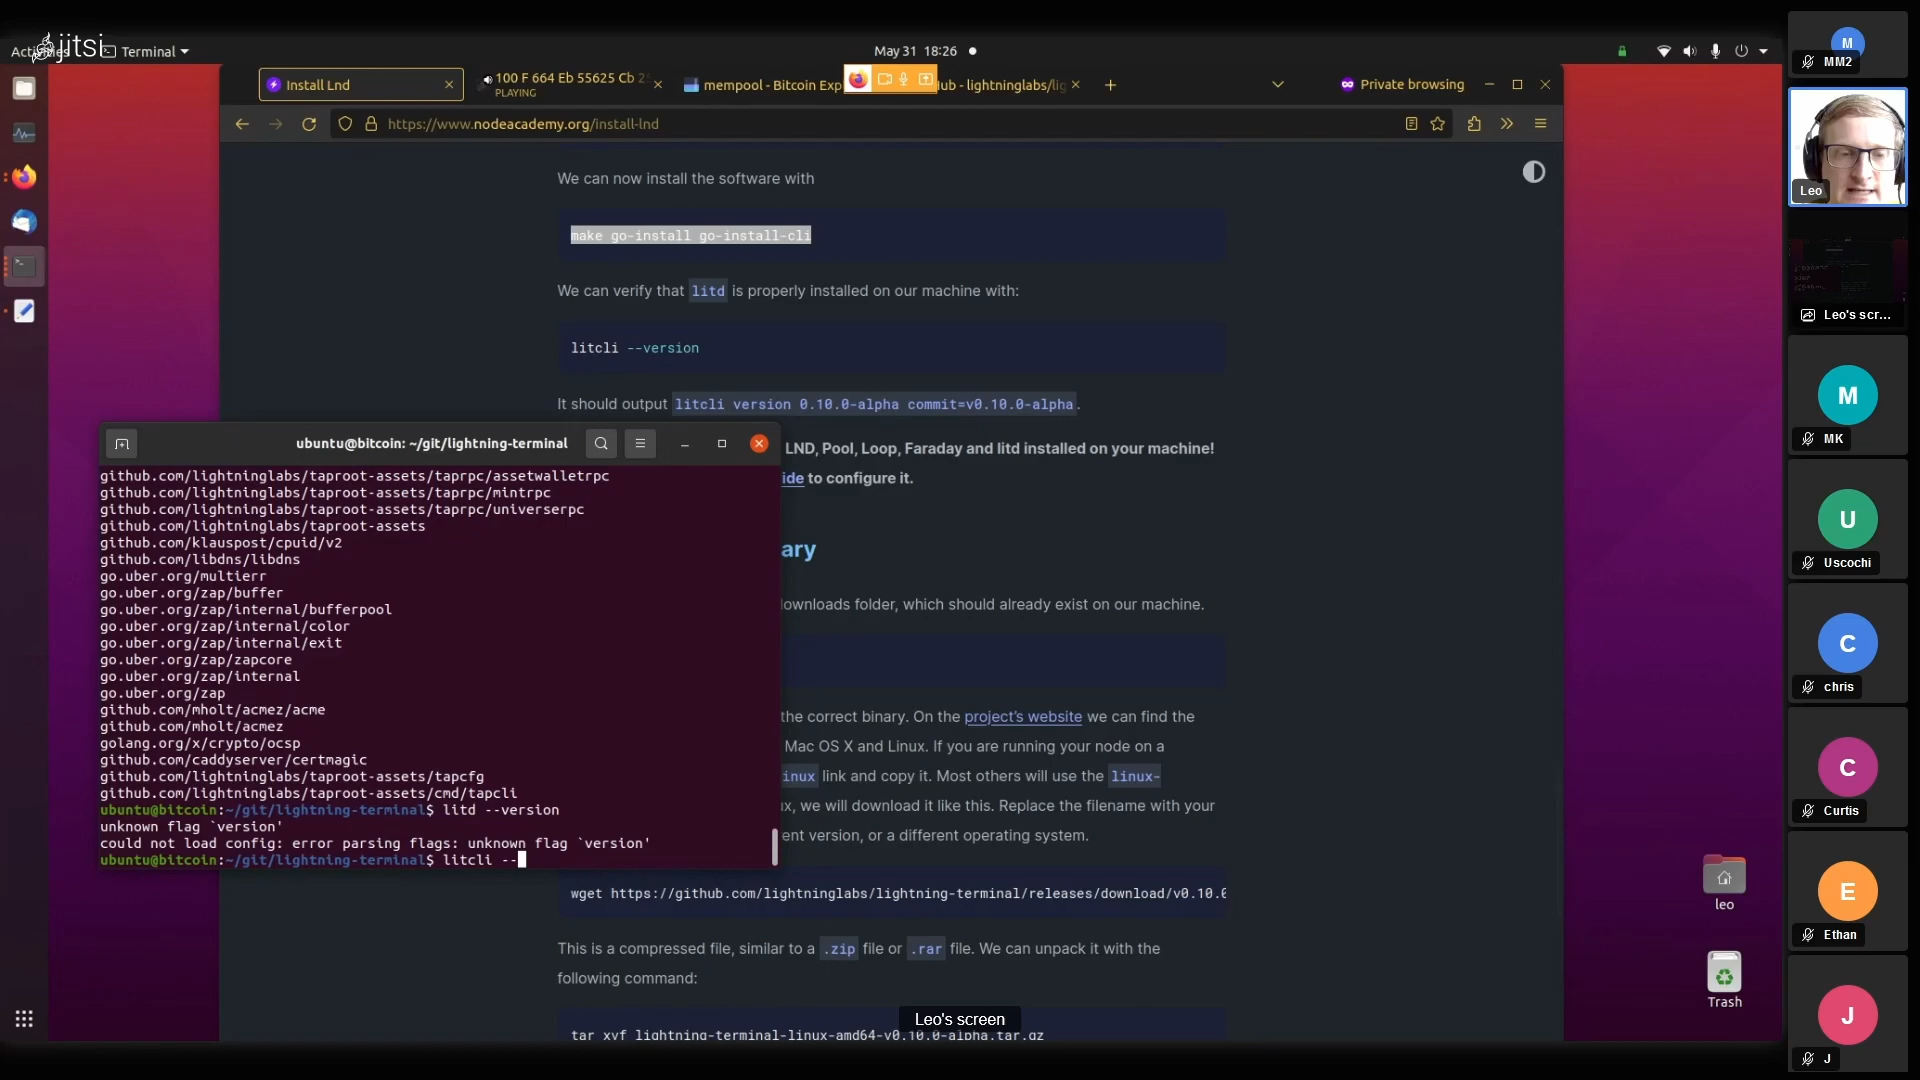 jitsi
Terminal
May 31 18:26
Install Lnd
100 F 664 Eb 55625 Cb 2
PLAYING
mempool - Bitcoin Exp
ub - lightninglabs/lig
Private browsing
https://www.nodeacademy.org/install-lnd
We can now install the software with
make go-install go-install-cli
We can verify that litd is properly installed on our machine with:
litcli --version
It should output litcli version 0.10.0-alpha commit=v0.10.0-alpha.
LND, Pool, Loop, Faraday and litd installed on your machine!
ide to configure it.
ary
ownloads folder, which should already exist on our machine.
the correct binary. On the project's website we can find the
Mac OS X and Linux. If you are running your node on a
inux link and copy it. Most others will use the linux-
ux, we will download it like this. Replace the filename with your
ent version, or a different operating system.
wget https://github.com/lightninglabs/lightning-terminal/releases/download/v0.10.0
This is a compressed file, similar to a .zip file or .rar file. We can unpack it with the
following command:
tar xvf lightning-terminal-linux-amd64-v0.10.0-alpha.tar.gz
ubuntu@bitcoin: ~/git/lightning-terminal
github.com/lightninglabs/taproot-assets/taprpc/assetwalletrpc
github.com/lightninglabs/taproot-assets/taprpc/mintrpc
github.com/lightninglabs/taproot-assets/taprpc/universerpc
github.com/lightninglabs/taproot-assets
github.com/klauspost/cpuid/v2
github.com/libdns/libdns
go.uber.org/multierr
go.uber.org/zap/buffer
go.uber.org/zap/internal/bufferpool
go.uber.org/zap/internal/color
go.uber.org/zap/internal/exit
go.uber.org/zap/zapcore
go.uber.org/zap/internal
go.uber.org/zap
github.com/mholt/acmez/acme
github.com/mholt/acmez
golang.org/x/crypto/ocsp
github.com/caddyserver/certmagic
github.com/lightninglabs/taproot-assets/tapcfg
github.com/lightninglabs/taproot-assets/cmd/tapcli
ubuntu@bitcoin:~/git/lightning-terminal$ litd --version
unknown flag `version'
could not load config: error parsing flags: unknown flag `version'
ubuntu@bitcoin:~/git/lightning-terminal$ litcli --
leo
Trash
Leo's screen
M
MM2
Leo
Leo's scr...
M
MK
U
Uscochi
C
chris
C
Curtis
E
Ethan
J
J